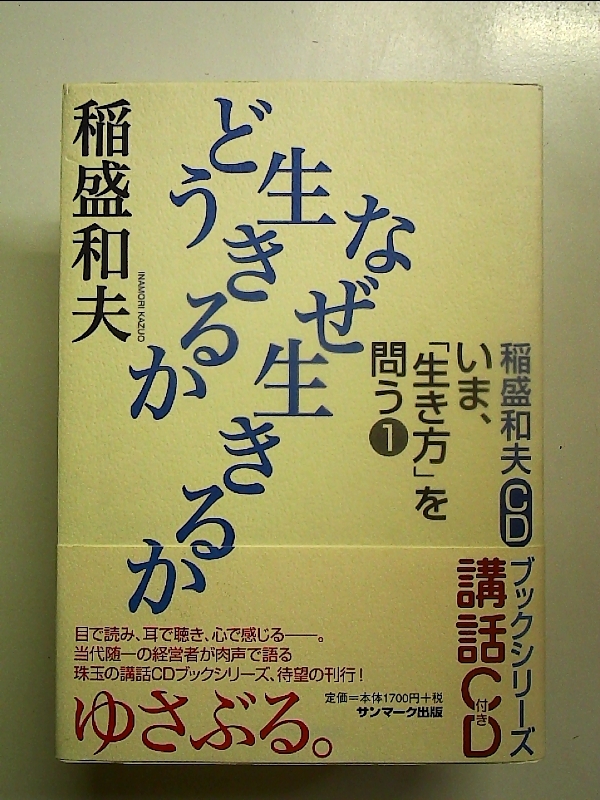 稲盛和夫CDブックシリーズ
いま、
「生き方」を
問う1
なぜ生きるか
どう生きるか
稲盛和夫
INAMORI KAZUO
講話CD付き
目で読み、耳で聴き、心で感じる――。
当代随一の経営者が肉声で語る
珠玉の講話CDブックシリーズ、待望の刊行!
ゆさぶる。
定価=本体1700円+税
サンマーク出版